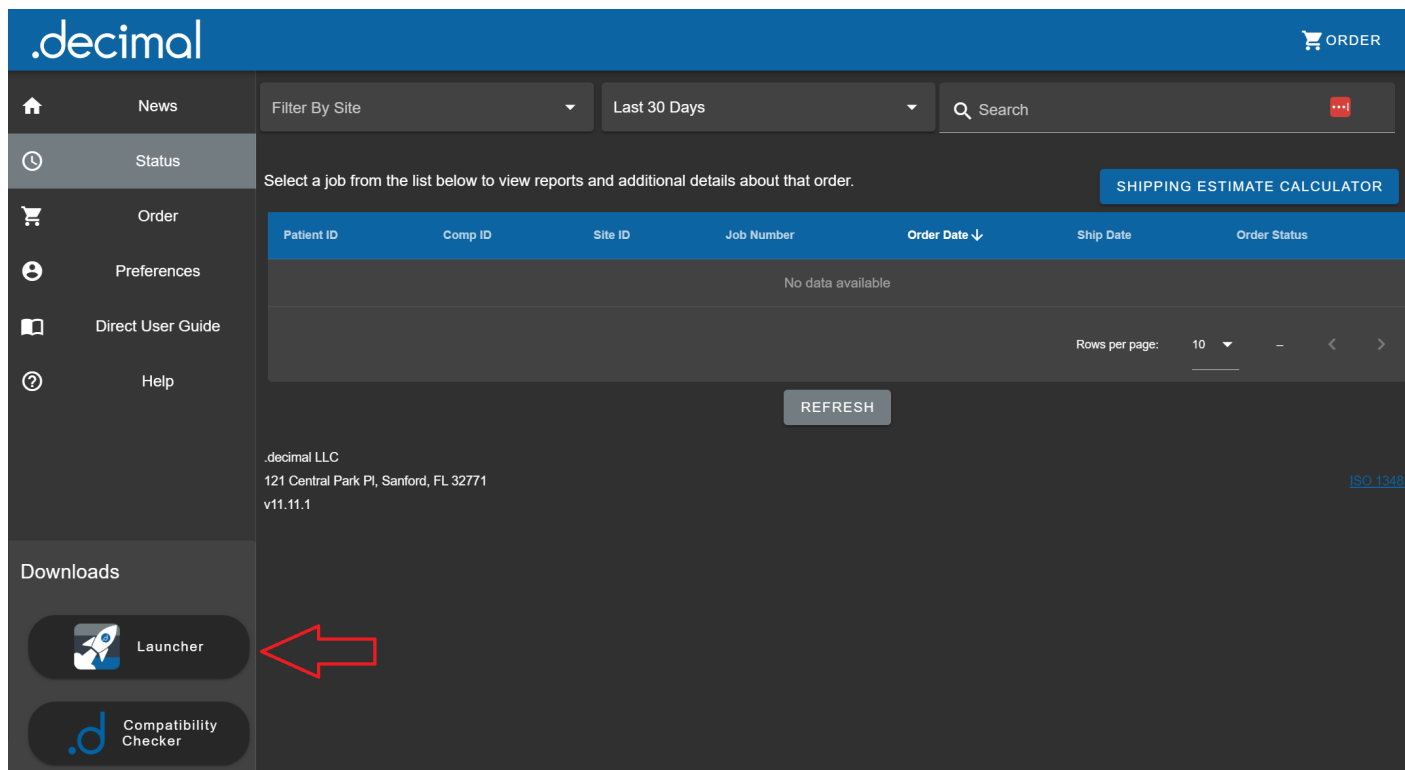 .decimal
ORDER
News
Status
Order
Preferences
Direct User Guide
Help
Filter By Site
Last 30 Days
Search
Select a job from the list below to view reports and additional details about that order.
SHIPPING ESTIMATE CALCULATOR
Patient ID Comp ID Site ID Job Number Order Date Ship Date Order Status
No data available
Rows per page: 10 –
REFRESH
.decimal LLC
121 Central Park Pl, Sanford, FL 32771
ISO 1348
v11.11.1
Downloads
Launcher
.d
Compatibility
Checker